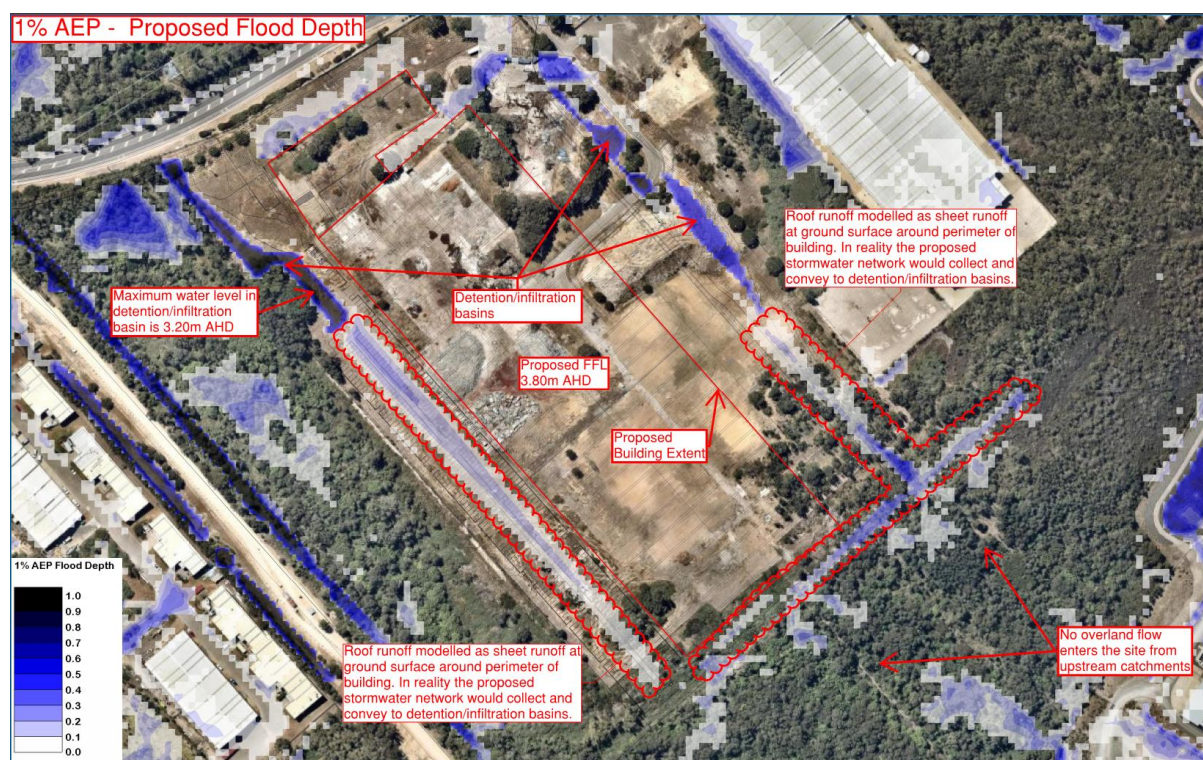 1% AEP -  Proposed Flood Depth
Roof runoff modelled as sheet runoff
at ground surface around perimeter of
building. In reality the proposed
stormwater network would collect and
convey to detention/infiltration basins.
Maximum water level in
detention/infiltration
basin is 3.20m AHD
Detention/infiltration
basins
Proposed FFL
3.80m AHD
Proposed
Building Extent
1% AEP Flood Depth
1.0
0.9
0.8
0.7
0.6
0.5
0.4
0.3
0.2
0.1
0.0
Roof runoff modelled as sheet runoff at
ground surface around perimeter of
building. In reality the proposed
stormwater network would collect and
convey to detention/infiltration basins.
No overland flow
enters the site from
upstream catchments